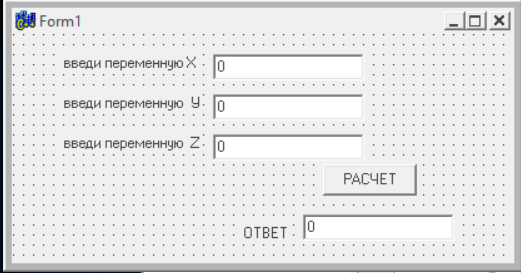 Form1
введи переменную X
0
введи переменную У
0
введи переменную Z
0
РАСЧЕТ
ОТВЕТ
0